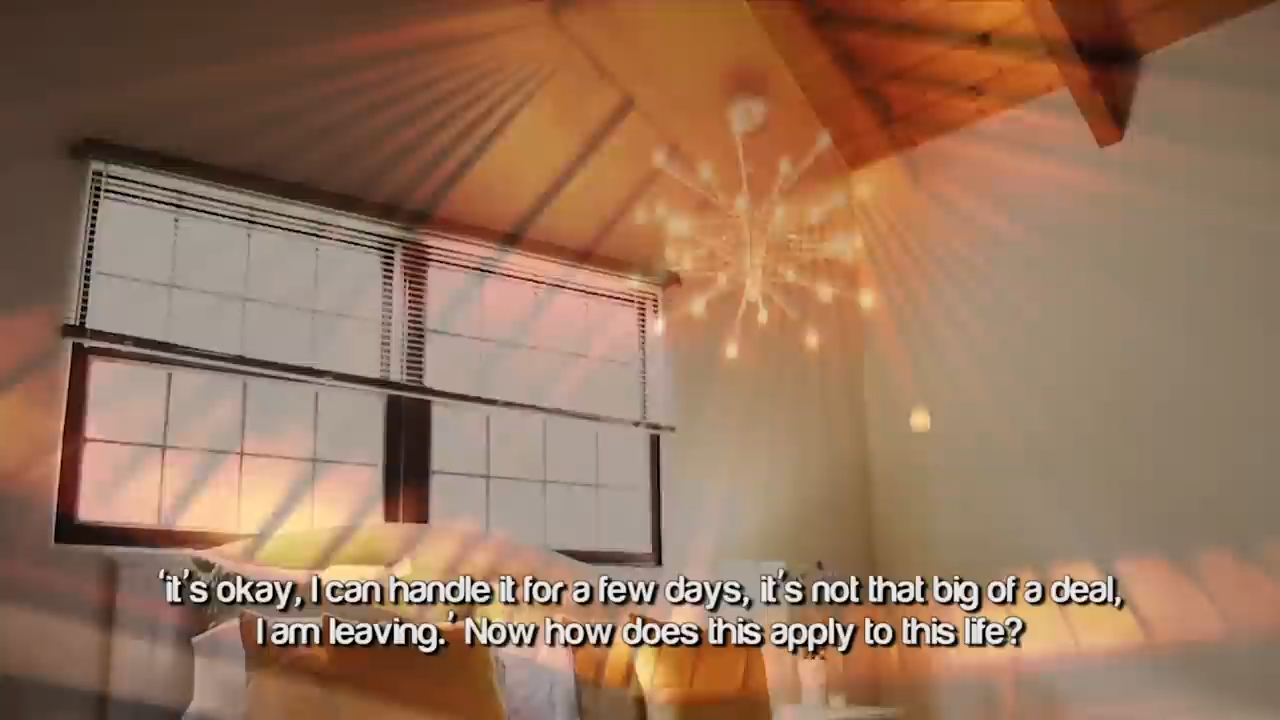 ‘it’s okay, I can handle it for a few days, it’s not that big of a deal,
I am leaving.’ Now how does this apply to this life?